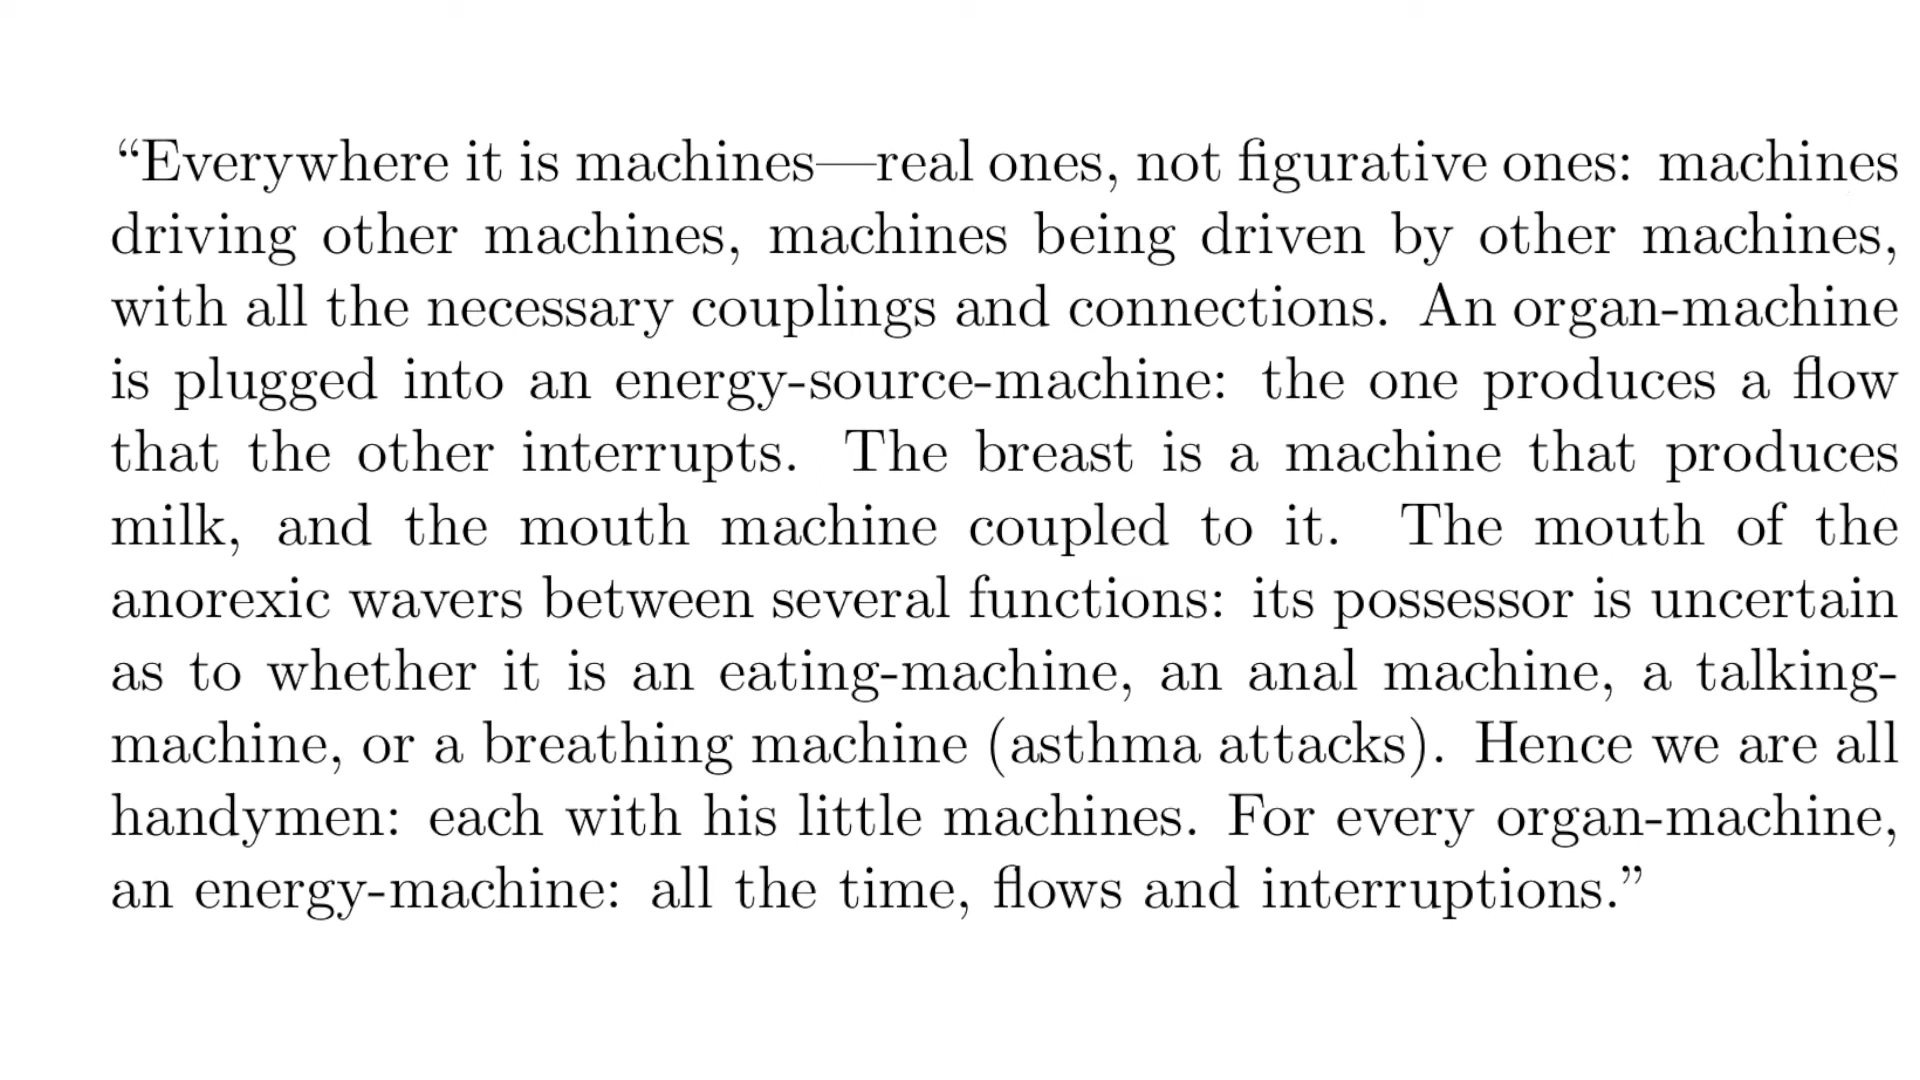 “Everywhere it is machines—real ones, not figurative ones: machines
driving other machines, machines being driven by other machines,
with all the necessary couplings and connections. An organ-machine
is plugged into an energy-source-machine: the one produces a flow
that the other interrupts. The breast is a machine that produces
milk, and the mouth machine coupled to it. The mouth of the
anorexic wavers between several functions: its possessor is uncertain
as to whether it is an eating-machine, an anal machine, a talking-
machine, or a breathing machine (asthma attacks). Hence we are all
handymen: each with his little machines. For every organ-machine,
an energy-machine: all the time, flows and interruptions.”